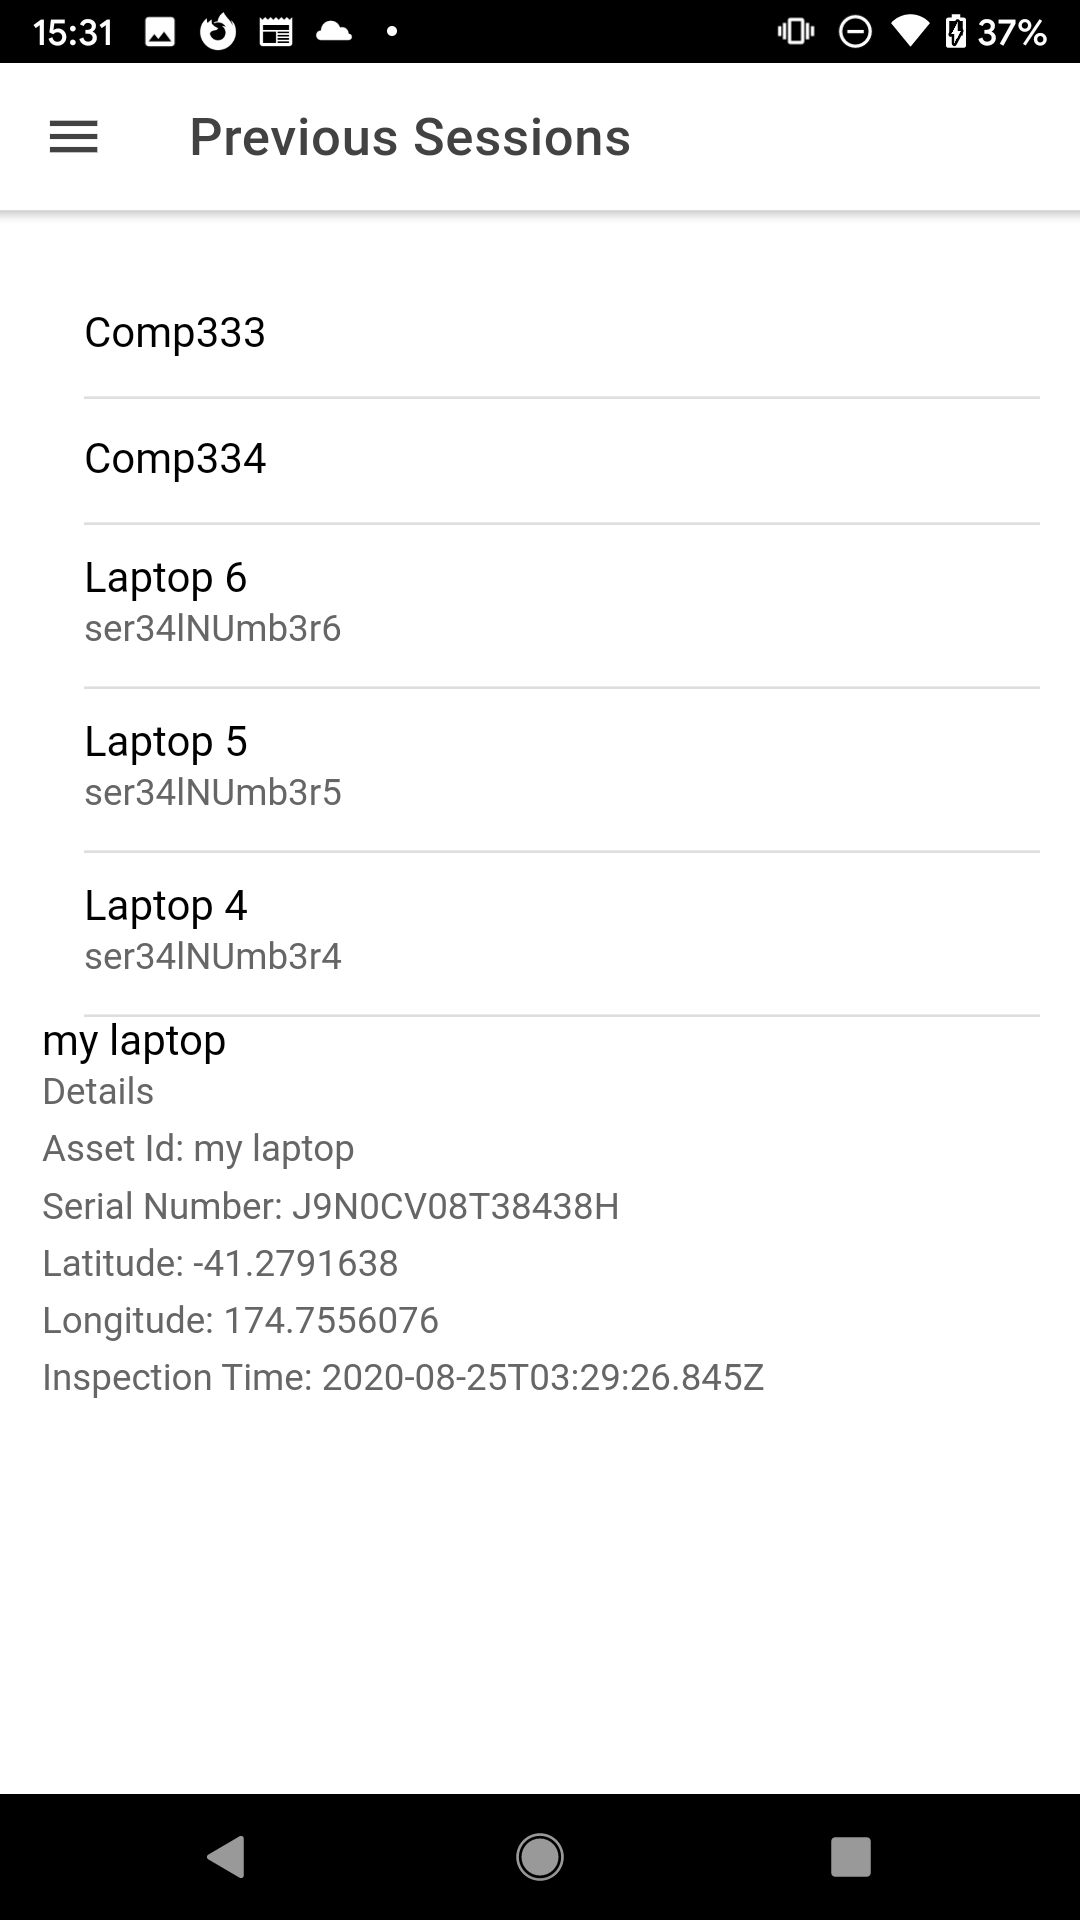 15:31 37%
Previous Sessions
Comp333
Comp334
Laptop 6
ser34lNUmb3r6
Laptop 5
ser34lNUmb3r5
Laptop 4
ser34lNUmb3r4
my laptop
Details
Asset Id: my laptop
Serial Number: J9N0CV08T38438H
Latitude: -41.2791638
Longitude: 174.7556076
Inspection Time: 2020-08-25T03:29:26.845Z